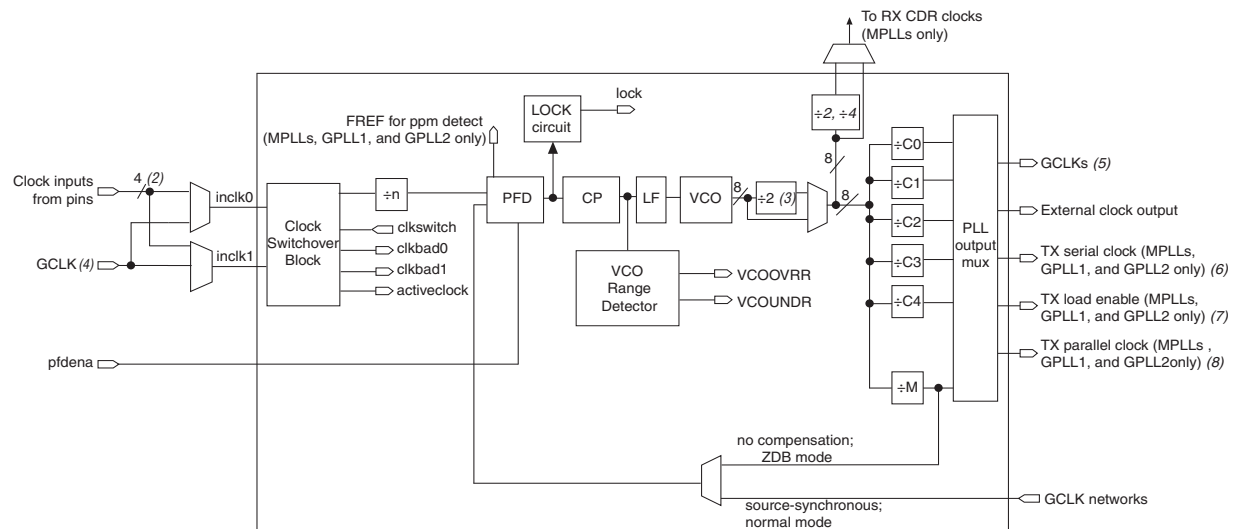 To RX CDR clocks
(MPLLs only)
LOCK
circuit
lock
FREF for ppm detect
(MPLLs, GPLL1, and GPLL2 only)
÷2, ÷4
8
8
8
Clock inputs
from pins
4 (2)
inclk0
GCLK (4)
inclk1
Clock
Switchover
Block
÷n
clkswitch
clkbad0
clkbad1
activeclock
pfdena
PFD
CP
LF
VCO
÷2 (3)
VCO
Range
Detector
VCOOVRR
VCOUNDR
÷C0
÷C1
÷C2
÷C3
÷C4
÷M
PLL
output
mux
GCLKs (5)
External clock output
TX serial clock (MPLLs,
GPLL1, and GPLL2 only) (6)
TX load enable (MPLLs,
GPLL1, and GPLL2 only) (7)
TX parallel clock (MPLLs ,
GPLL1, and GPLL2only) (8)
no compensation;
ZDB mode
source-synchronous;
normal mode
GCLK networks